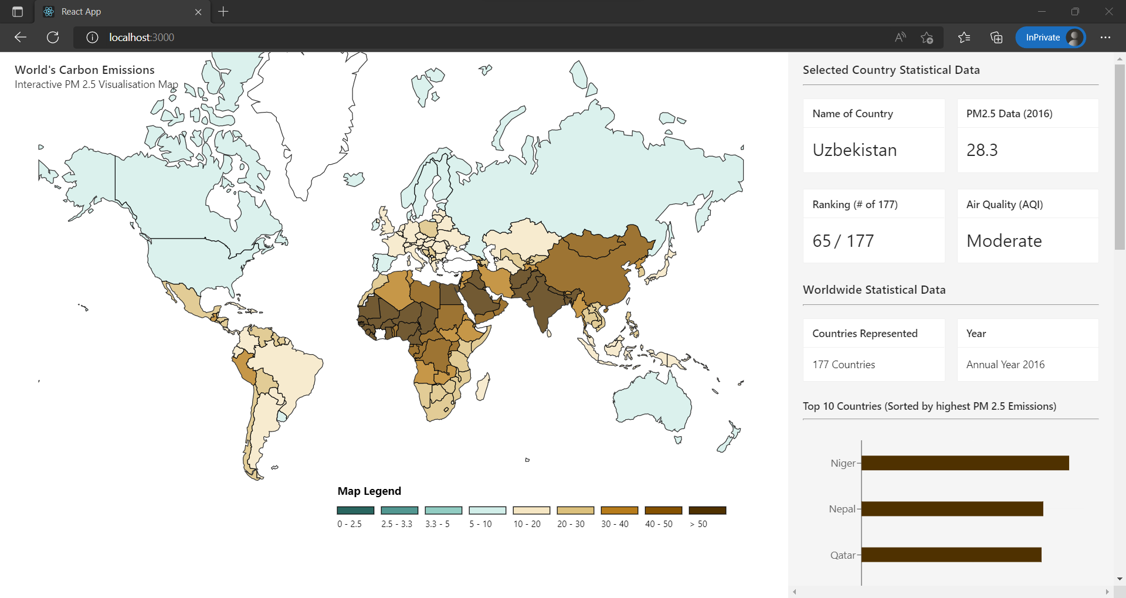 React App
localhost:3000
InPrivate
World's Carbon Emissions
Interactive PM 2.5 Visualisation Map
Map Legend
0 - 2.5
2.5 - 3.3
3.3 - 5
5 - 10
10 - 20
20 - 30
30 - 40
40 - 50
> 50
Selected Country Statistical Data
Name of Country
PM2.5 Data (2016)
Uzbekistan
28.3
Ranking (# of 177)
Air Quality (AQI)
65 / 177
Moderate
Worldwide Statistical Data
Countries Represented
Year
177 Countries
Annual Year 2016
Top 10 Countries (Sorted by highest PM 2.5 Emissions)
Niger
Nepal
Qatar